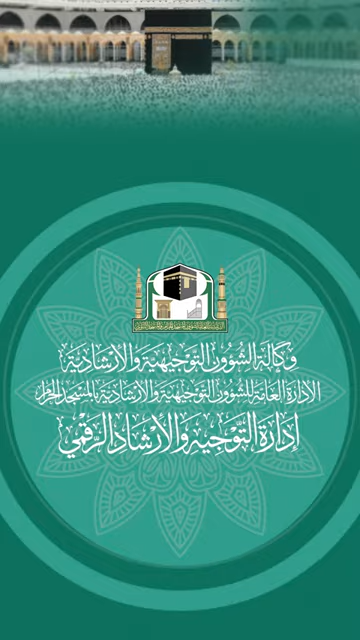 وكالة الشؤون التوجيهية والإرشادية
الإدارة العامة للشؤون التوجيهية والإرشادية بالمسجد الحرام
إدارة التوجيه والإرشاد الرقمي